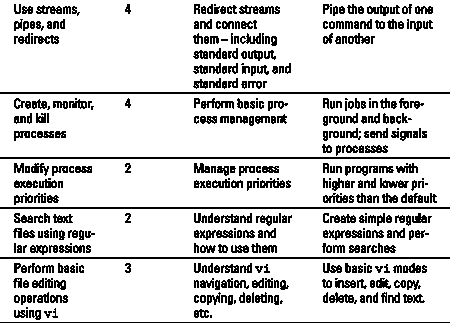 Use streams, pipes, and redirects 4 Redirect streams and connect them – including standard output, standard input, and standard error Pipe the output of one command to the input of another
Create, monitor, and kill processes 4 Perform basic pro- cess management Run jobs in the fore- ground and back- ground; send signals to processes
Modify process execution priorities 2 Manage process execution priorities Run programs with higher and lower pri- orities than the default
Search text files using regu- lar expressions 2 Understand regular expressions and how to use them Create simple regular expressions and per- form searches
Perform basic file editing operations using vi 3 Understand vi navigation, editing, copying, deleting, etc. Use basic vi modes to insert, edit, copy, delete, and find text.